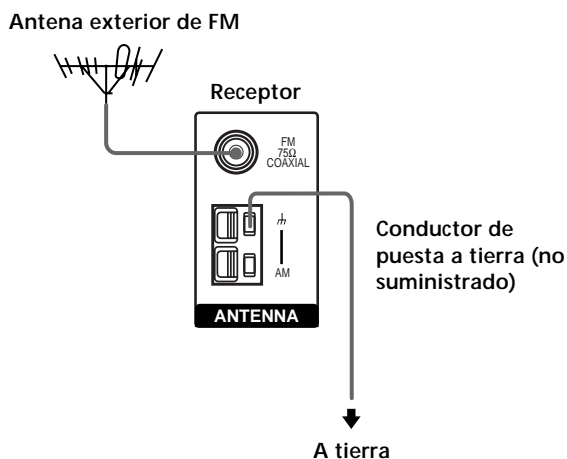 Antena exterior de FM
Receptor
FM
75Ω
COAXIAL
AM
ANTENNA
Conductor de
puesta a tierra (no
suministrado)
A tierra